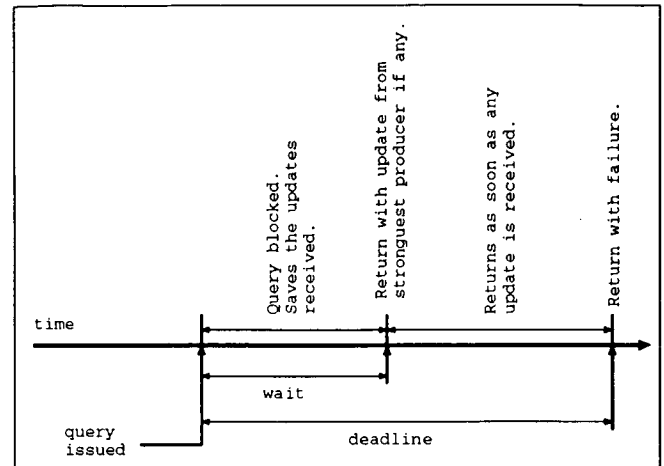 Query blocked.
Saves the updates
received.
Return with update from
stronguest producer if any.
Returns as soon as any
update is received.
Return with failure.
time
wait
query
issued
deadline